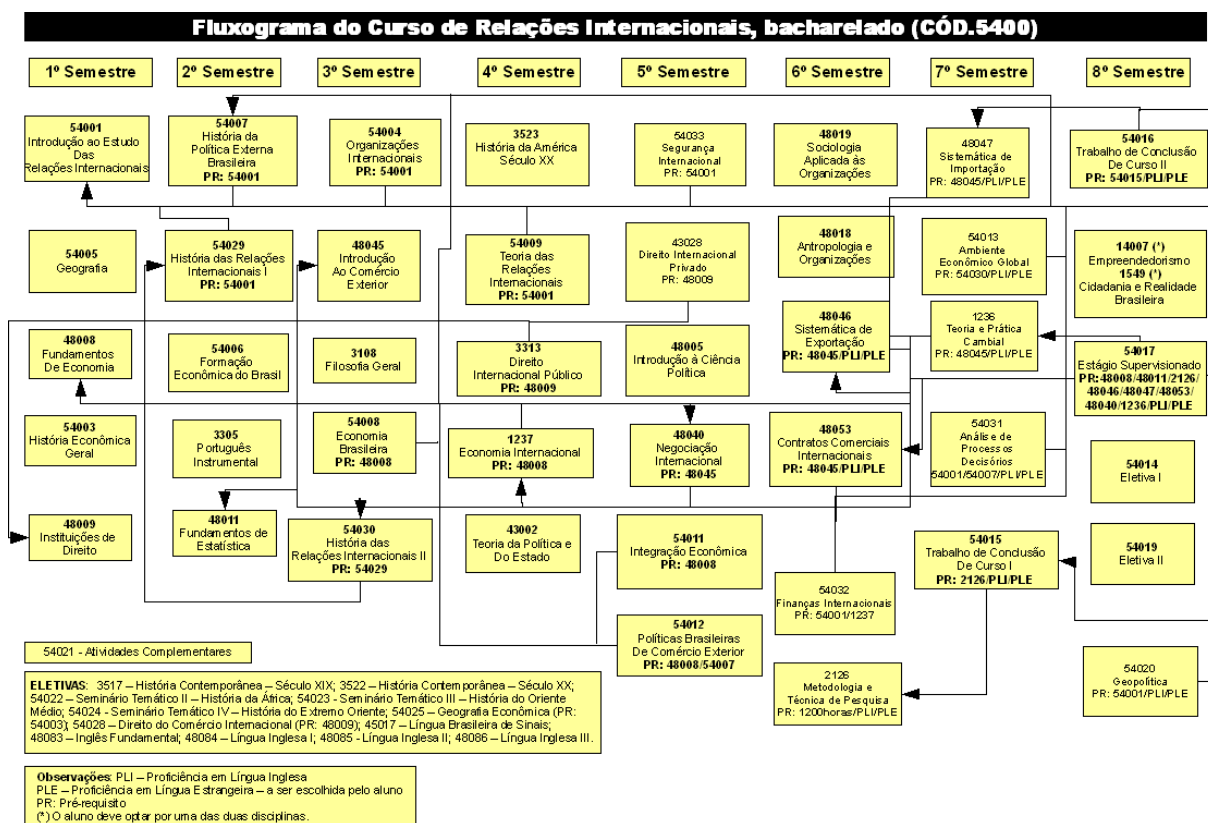 Fluxograma do Curso de Relações Internacionais, bacharelado (CÓD.5400)
1º Semestre
2º Semestre
3º Semestre
4º Semestre
5º Semestre
6º Semestre
7º Semestre
8º Semestre
54001
Introdução ao Estudo
Das
Relações Internacionais
54007
História da
Política Externa
Brasileira
PR: 54001
54004
Organizações
Internacionais
PR: 54001
3523
História da América
Século XX
54033
Segurança
Internacional
PR: 54001
48019
Sociologia
Aplicada às
Organizações
48047
Sistemática de
Importação
PR: 48045/PLI/PLE
54016
Trabalho de Conclusão
De Curso II
PR: 54015/PLI/PLE
54005
Geografia
54029
História das Relações
Internacionais I
PR: 54001
48045
Introdução
Ao Comércio
Exterior
54009
Teoria das
Relações
Internacionais
PR: 54001
43028
Direito Internacional
Privado
PR: 48009
48018
Antropologia e
Organizações
54013
Ambiente
Econômico Global
PR: 54030/PLI/PLE
14007 (*)
Empreendedorismo
1549 (*)
Cidadania e Realidade
Brasileira
48008
Fundamentos
De Economia
54006
Formação
Econômica do Brasil
3108
Filosofia Geral
3313
Direito
Internacional Público
PR: 48009
48005
Introdução à Ciência
Política
48046
Sistemática de
Exportação
PR: 48045/PLI/PLE
1236
Teoria e Prática
Cambial
PR: 48045/PLI/PLE
54017
Estágio Supervisionado
PR:48008/48011/2126/
48046/48047/48053/
48040/1236/PLI/PLE
54003
História Econômica
Geral
3305
Português
Instrumental
54008
Economia
Brasileira
PR: 48008
1237
Economia Internacional
PR: 48008
48040
Negociação
Internacional
PR: 48045
48053
Contratos Comerciais
Internacionais
PR: 48045/PLI/PLE
54031
Análise de
Processos
Decisórios
54001/54007/PLI/PLE
54014
Eletiva I
48009
Instituições de
Direito
48011
Fundamentos de
Estatística
54030
História das
Relações Internacionais II
PR: 54029
43002
Teoria da Política e
Do Estado
54011
Integração Econômica
PR: 48008
54032
Finanças Internacionais
PR: 54001/1237
54015
Trabalho de Conclusão
De Curso I
PR: 2126/PLI/PLE
54019
Eletiva II
54012
Políticas Brasileiras
De Comércio Exterior
PR: 48008/54007
2126
Metodologia e
Técnica de Pesquisa
PR: 1200horas/PLI/PLE
54020
Geopolítica
PR: 54001/PLI/PLE
54021 - Atividades Complementares
ELETIVAS: 3517 – História Contemporânea – Século XIX; 3522 – História Contemporânea – Século XX;
54022 – Seminário Temático II – História da África; 54023 - Seminário Temático III – História do Oriente
Médio; 54024 - Seminário Temático IV – História do Extremo Oriente; 54025 – Geografia Econômica (PR:
54003); 54028 – Direito do Comércio Internacional (PR: 48009); 45017 – Língua Brasileira de Sinais;
48083 – Inglês Fundamental; 48084 – Língua Inglesa I; 48085 - Língua Inglesa II; 48086 – Língua Inglesa III.
Observações: PLI – Proficiência em Língua Inglesa
PLE – Proficiência em Língua Estrangeira – a ser escolhida pelo aluno
PR: Pré-requisito
(*) O aluno deve optar por uma das duas disciplinas.